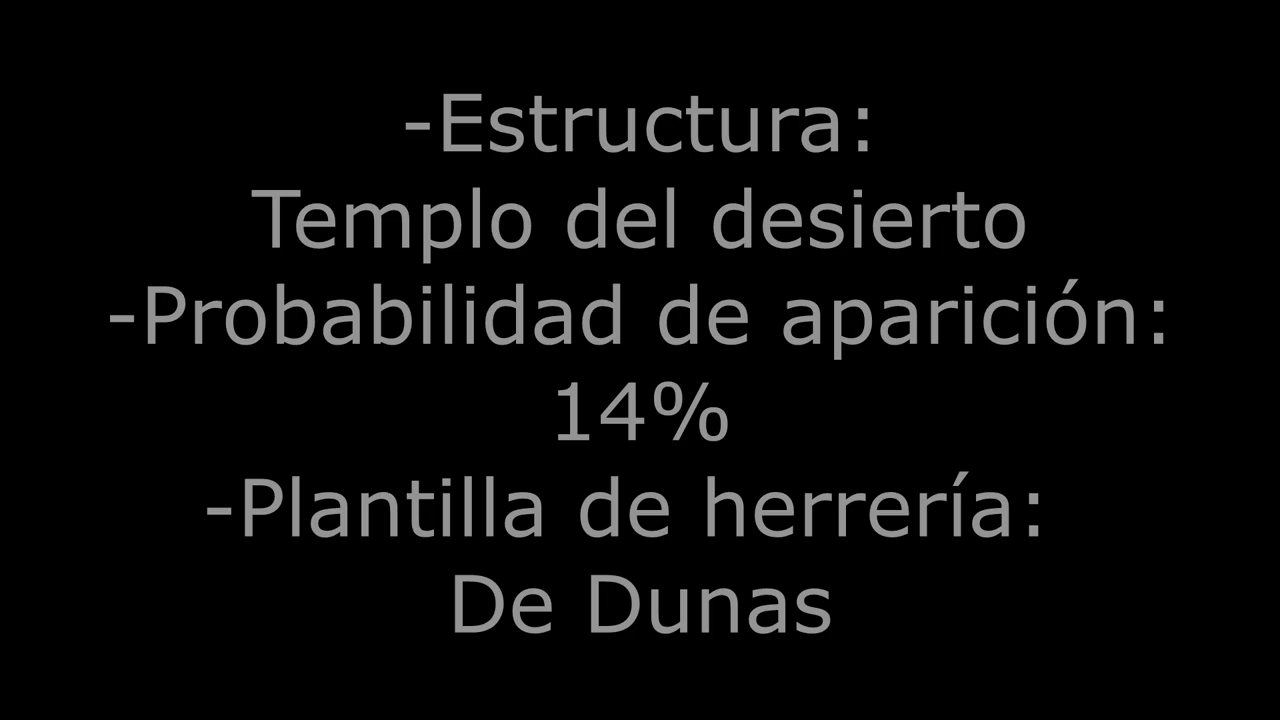 -Estructura:
Templo del desierto
-Probabilidad de aparición:
14%
-Plantilla de herrería:
De Dunas